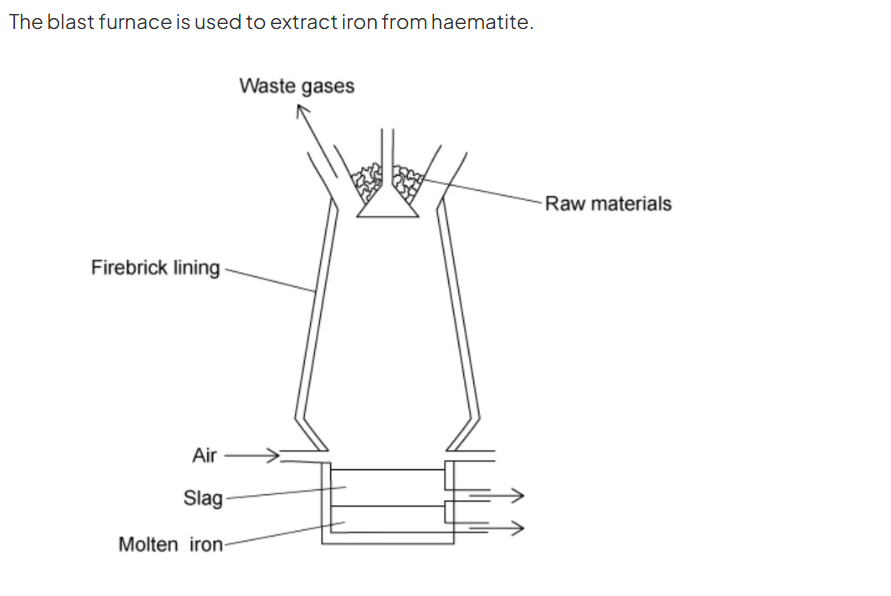 The blast furnace is used to extract iron from haematite.
Waste gases
Raw materials
Firebrick lining
Air
Slag
Molten iron